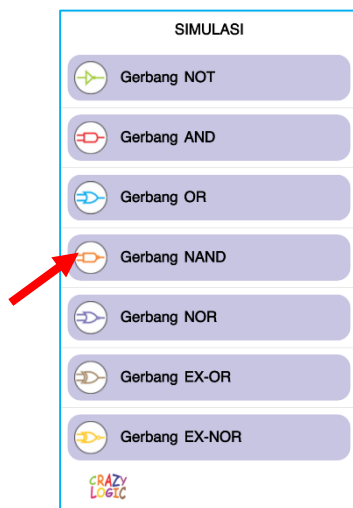 SIMULASI
Gerbang NOT
Gerbang AND
Gerbang OR
Gerbang NAND
Gerbang NOR
Gerbang EX-OR
Gerbang EX-NOR
CRAZY
LOGIC